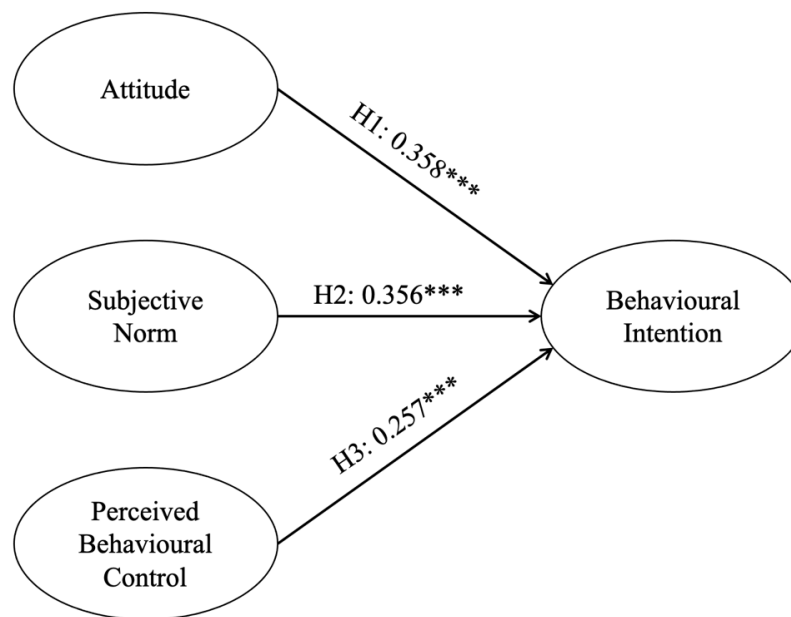 Attitude
H1: 0.358***
Subjective
Norm
H2: 0.356***
Behavioural
Intention
H3: 0.257***
Perceived
Behavioural
Control